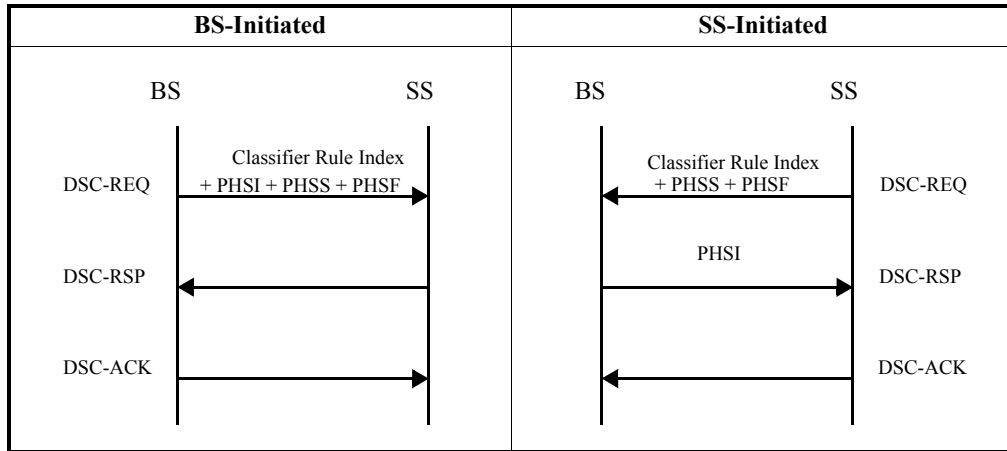 BS-Initiated
SS-Initiated
BS
SS
BS
SS
Classifier Rule Index
+ PHSI + PHSS + PHSF
DSC-REQ
Classifier Rule Index
+ PHSS + PHSF
DSC-REQ
DSC-RSP
PHSI
DSC-RSP
DSC-ACK
DSC-ACK